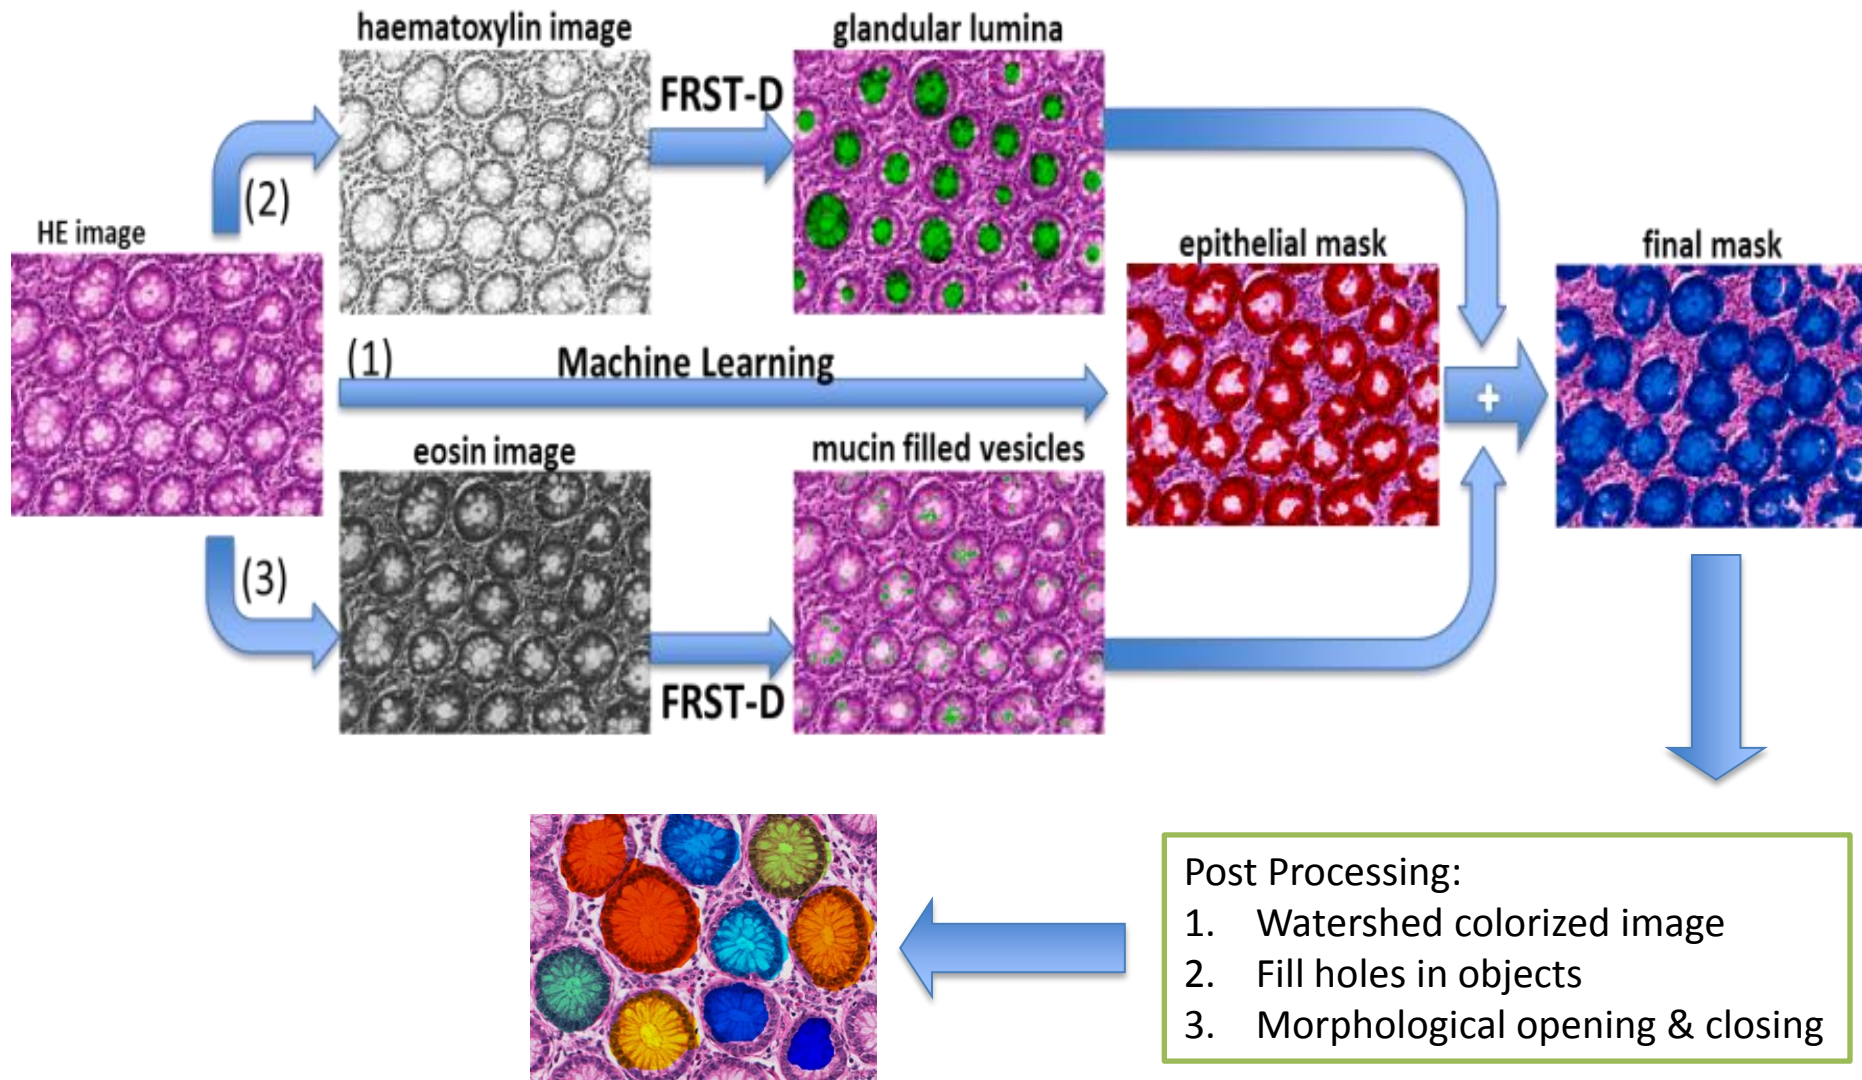 haematoxylin image
glandular lumina
FRST-D
(2)
HE image
epithelial mask
final mask
(1)
Machine Learning
+
eosin image
mucin filled vesicles
(3)
FRST-D
Post Processing:
1. Watershed colorized image
2. Fill holes in objects
3. Morphological opening & closing